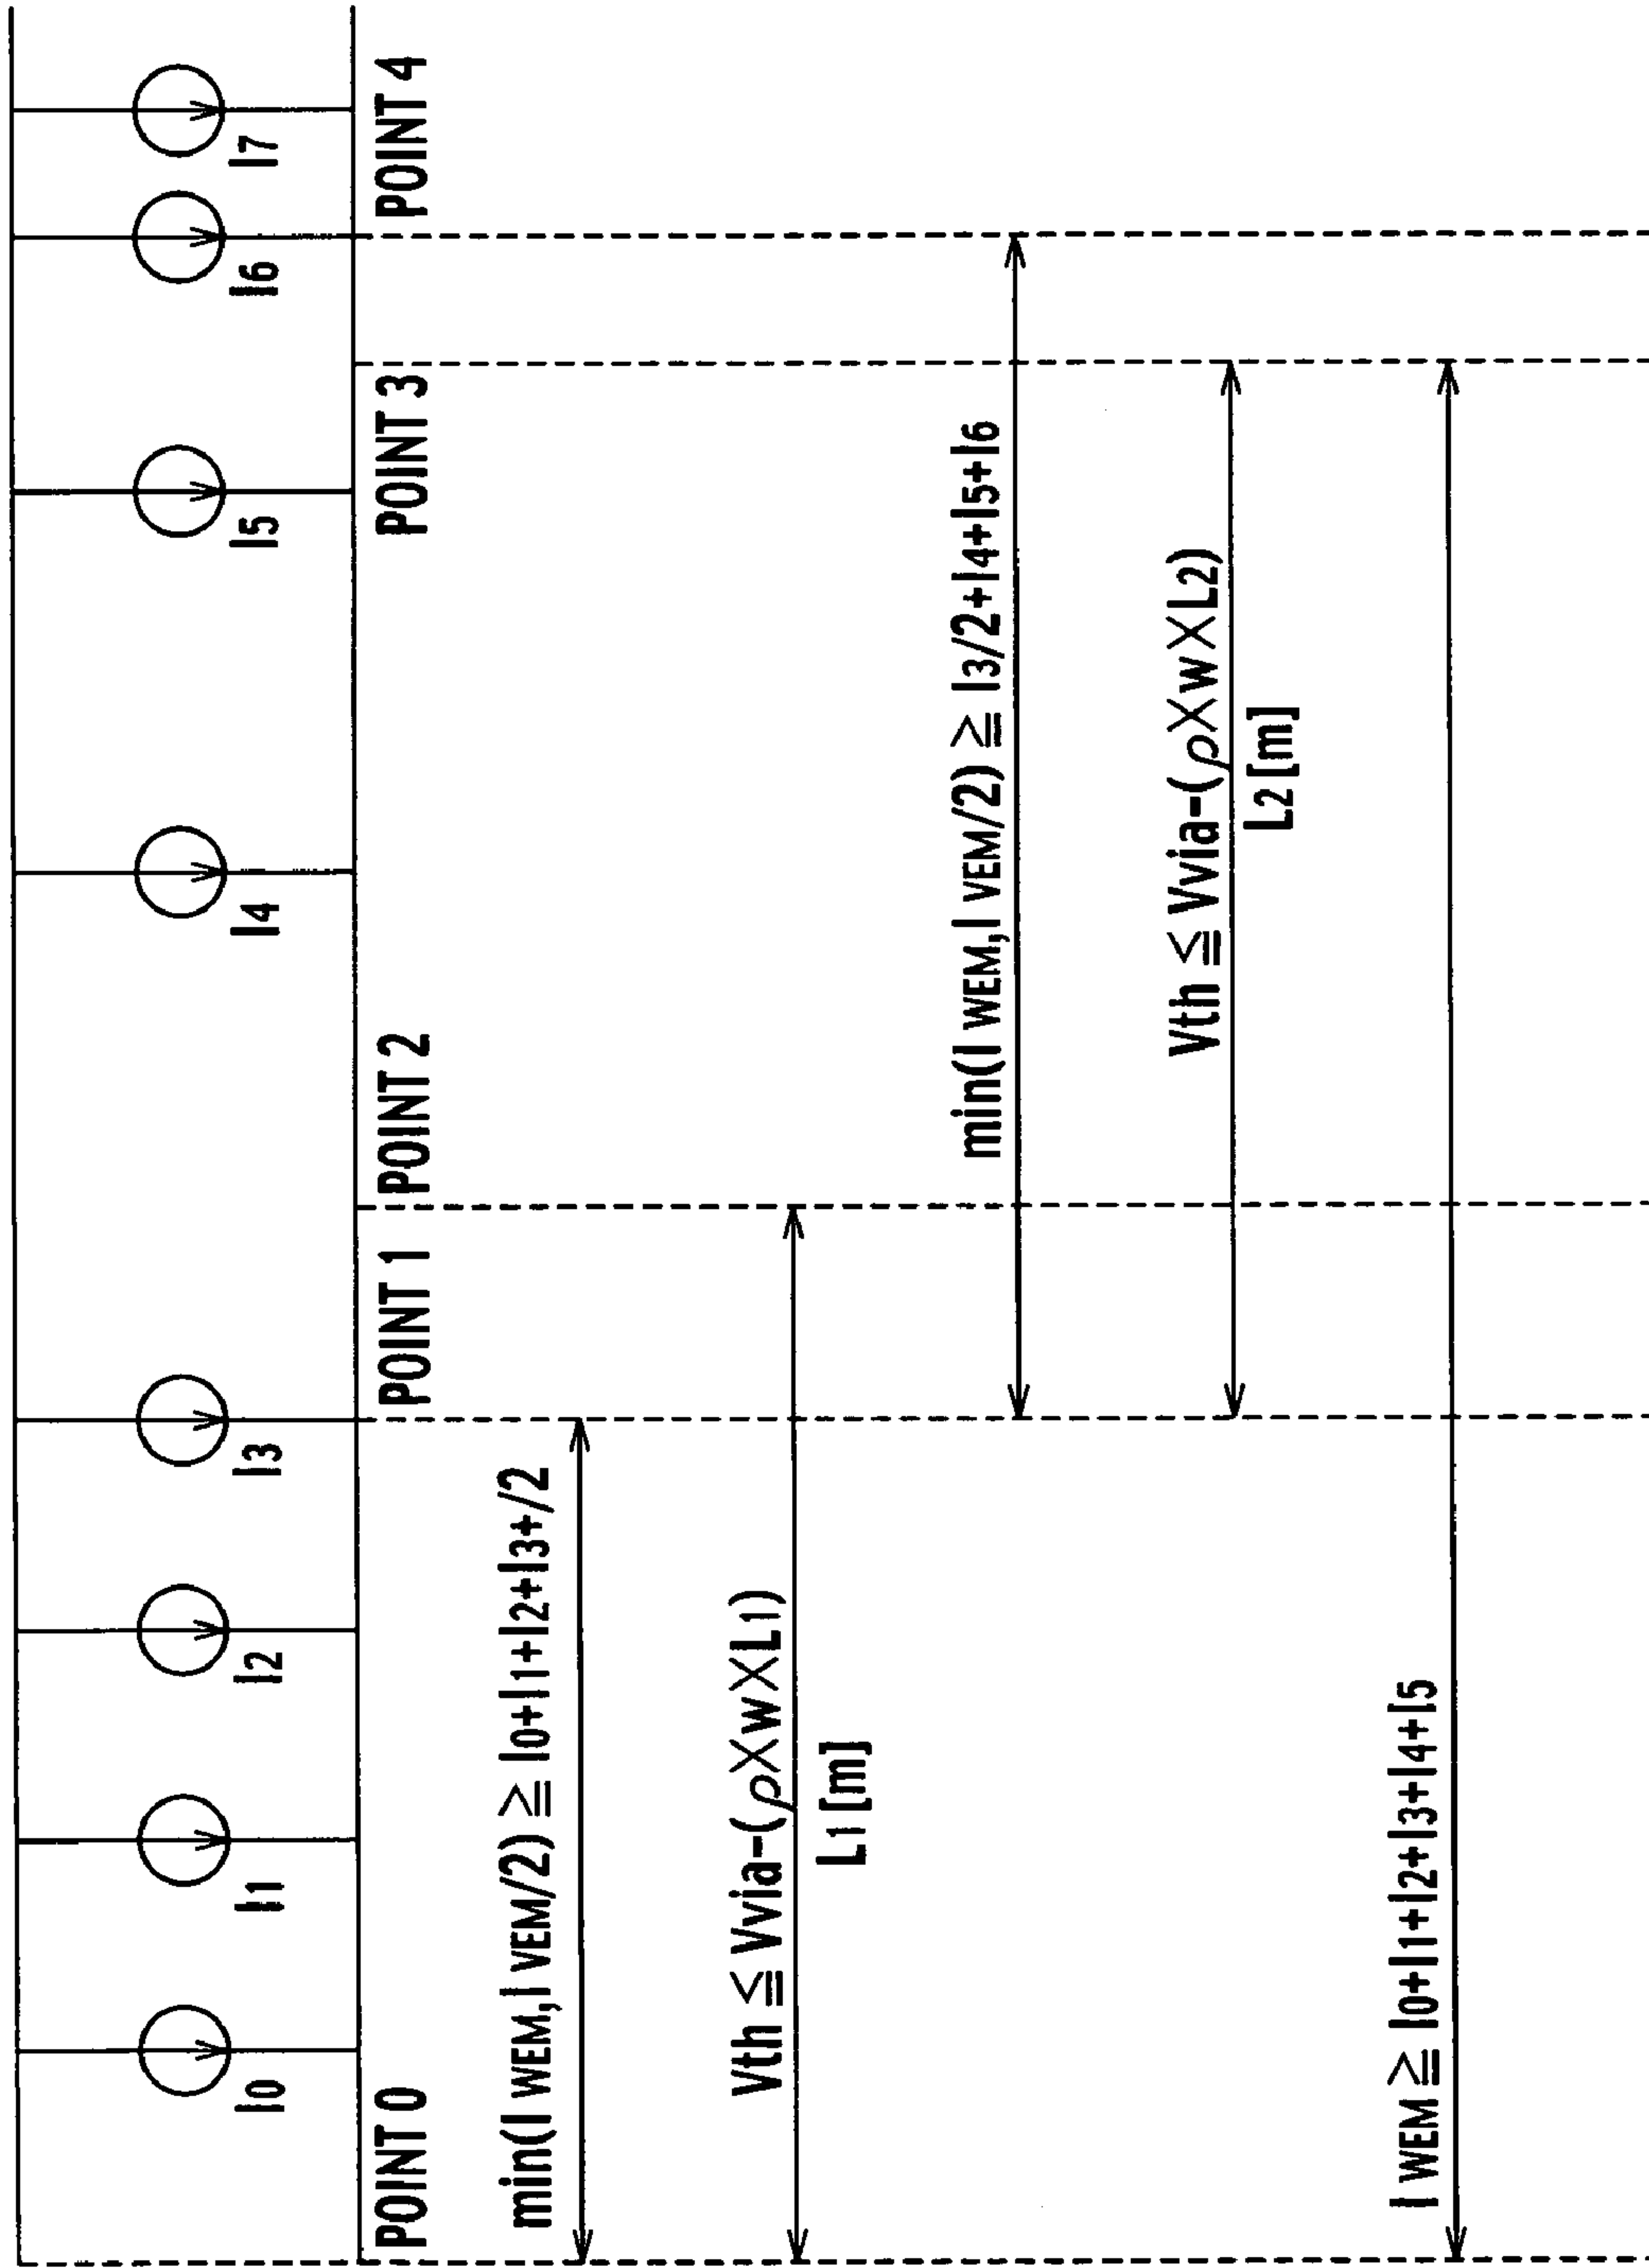 I0
I1
I2
I3
I4
I5
I6
I7
POINT 0
POINT 1
POINT 2
POINT 3
POINT 4
min(I WEM,I VEM/2) ≧ I0+I1+I2+I3+/2
Vth ≦ Vvia-(ρ×w×L1)
L1[m]
min(I WEM,I VEM/2) ≧ I3/2+I4+I5+I6
Vth ≦ Vvia-(ρ×w×L2)
L2[m]
I WEM ≧ I0+I1+I2+I3+I4+I5